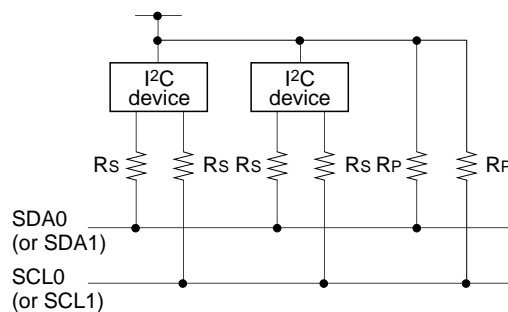 I²C
device
I²C
device
RS
RS
RS
RS
RP
RP
SDA0
(or SDA1)
SCL0
(or SCL1)